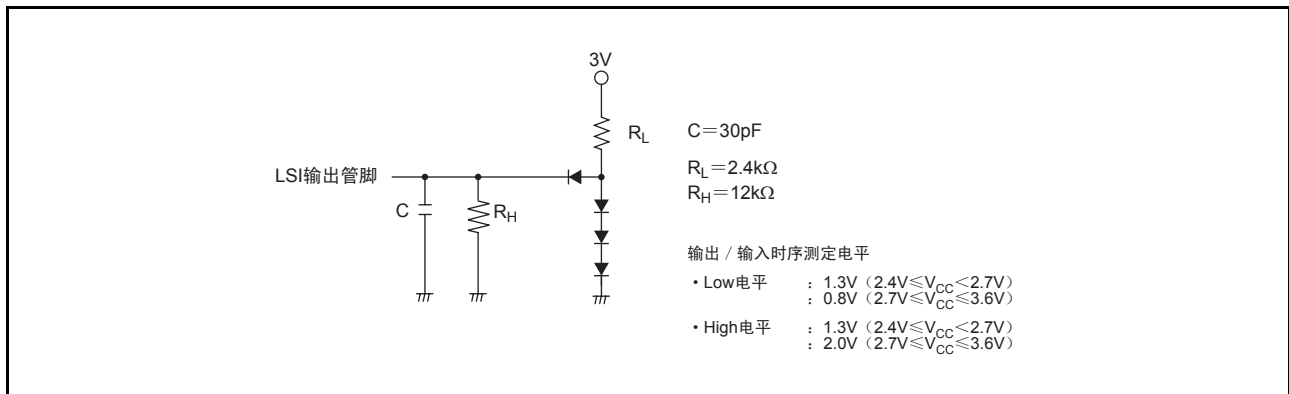 3V
R_L
LSI输出管脚
C
R_H
C＝30pF
R_L＝2.4kΩ
R_H＝12kΩ
输出 / 输入时序测定电平
・Low电平 ： 1.3V（2.4V≦V_CC＜2.7V）
： 0.8V（2.7V≦V_CC≦3.6V）
・High电平 ： 1.3V（2.4V≦V_CC＜2.7V）
： 2.0V（2.7V≦V_CC≦3.6V）